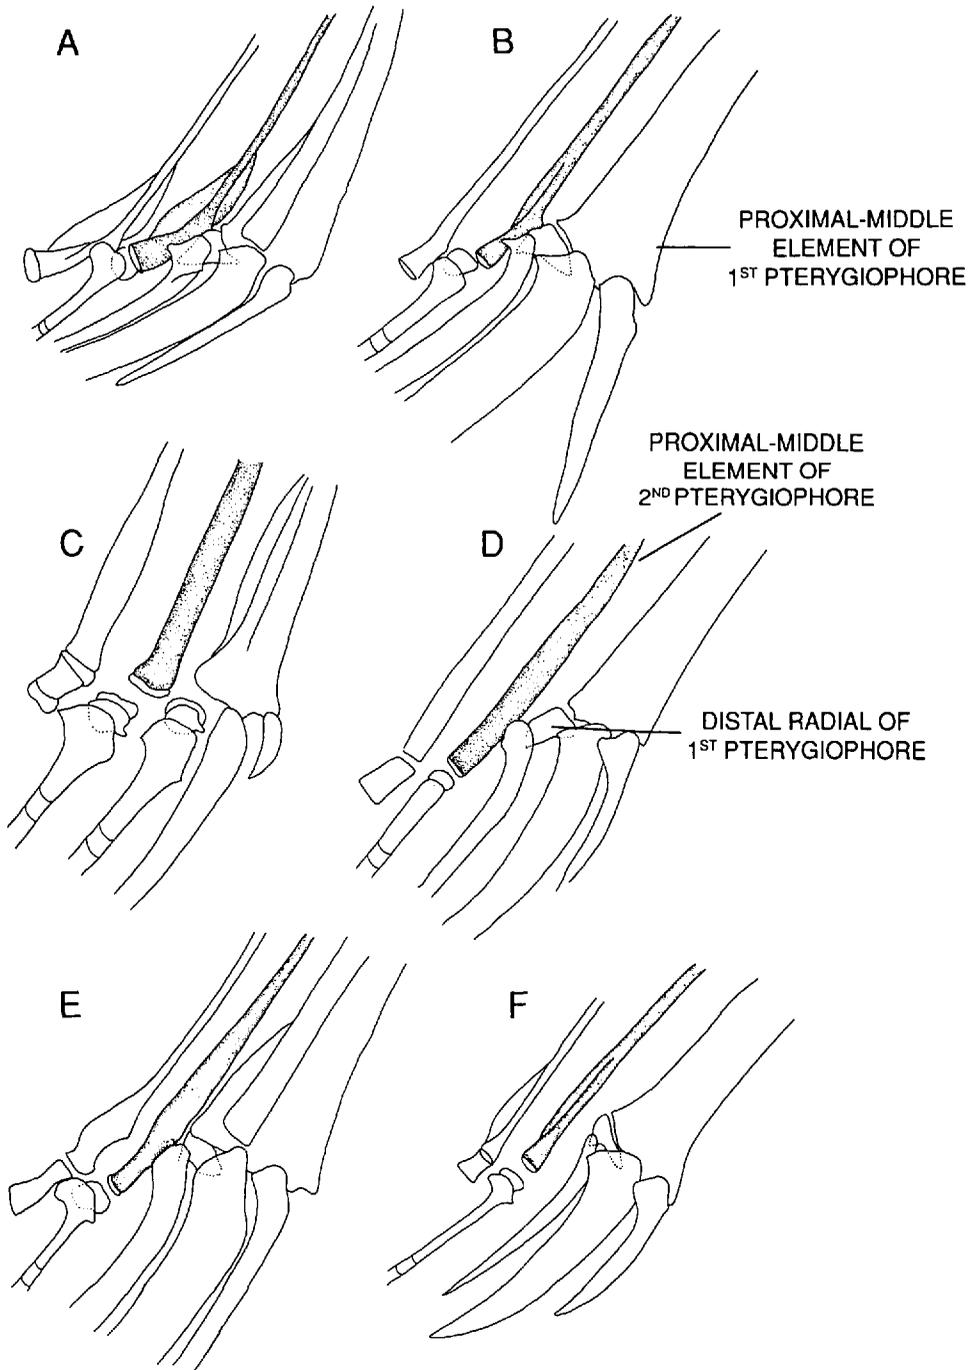 A
B
PROXIMAL-MIDDLE
ELEMENT OF
1ST PTERYGIOPHORE
PROXIMAL-MIDDLE
ELEMENT OF
2ND PTERYGIOPHORE
C
D
DISTAL RADIAL OF
1ST PTERYGIOPHORE
E
F